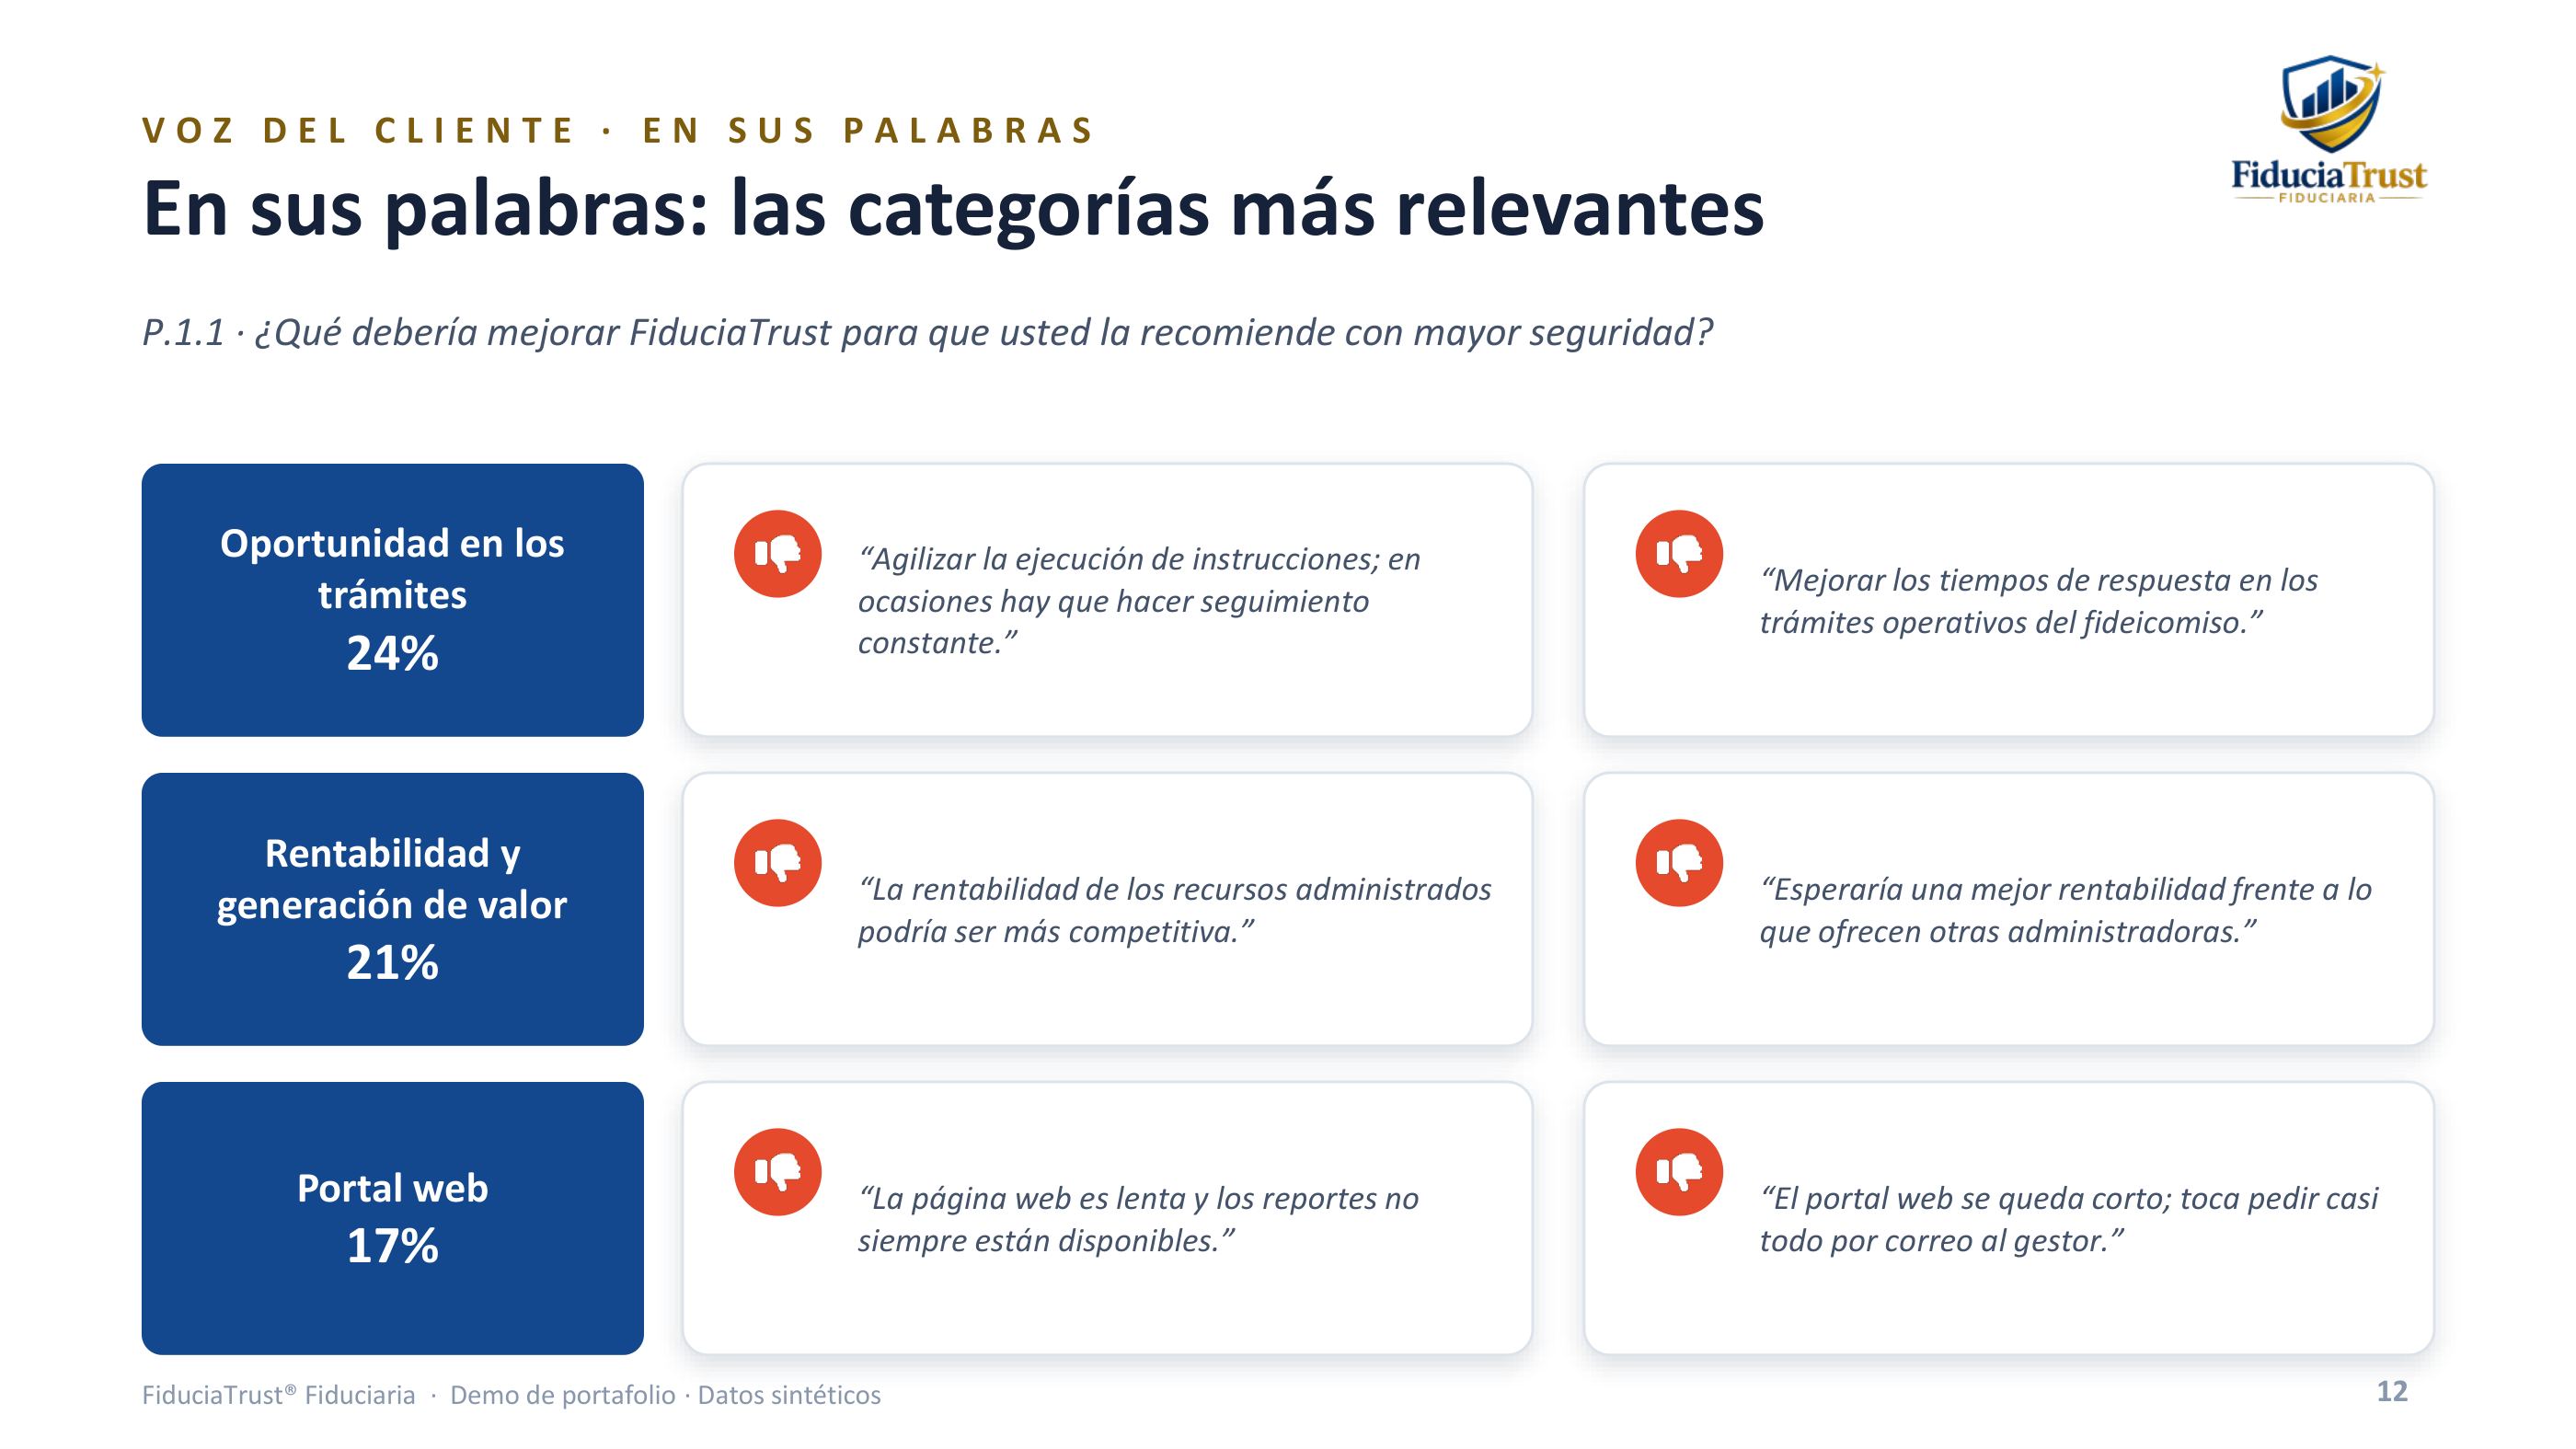 VOZ DEL CLIENTE · EN SUS PALABRAS
En sus palabras: las categorías más relevantes
FiduciaTrust
FIDUCIARIA
P.1.1 · ¿Qué debería mejorar FiduciaTrust para que usted la recomiende con mayor seguridad?
Oportunidad en los
trámites
24%
“Agilizar la ejecución de instrucciones; en
ocasiones hay que hacer seguimiento
constante.”
“Mejorar los tiempos de respuesta en los
trámites operativos del fideicomiso.”
Rentabilidad y
generación de valor
21%
“La rentabilidad de los recursos administrados
podría ser más competitiva.”
“Esperaría una mejor rentabilidad frente a lo
que ofrecen otras administradoras.”
Portal web
17%
“La página web es lenta y los reportes no
siempre están disponibles.”
“El portal web se queda corto; toca pedir casi
todo por correo al gestor.”
FiduciaTrust® Fiduciaria · Demo de portafolio · Datos sintéticos
12